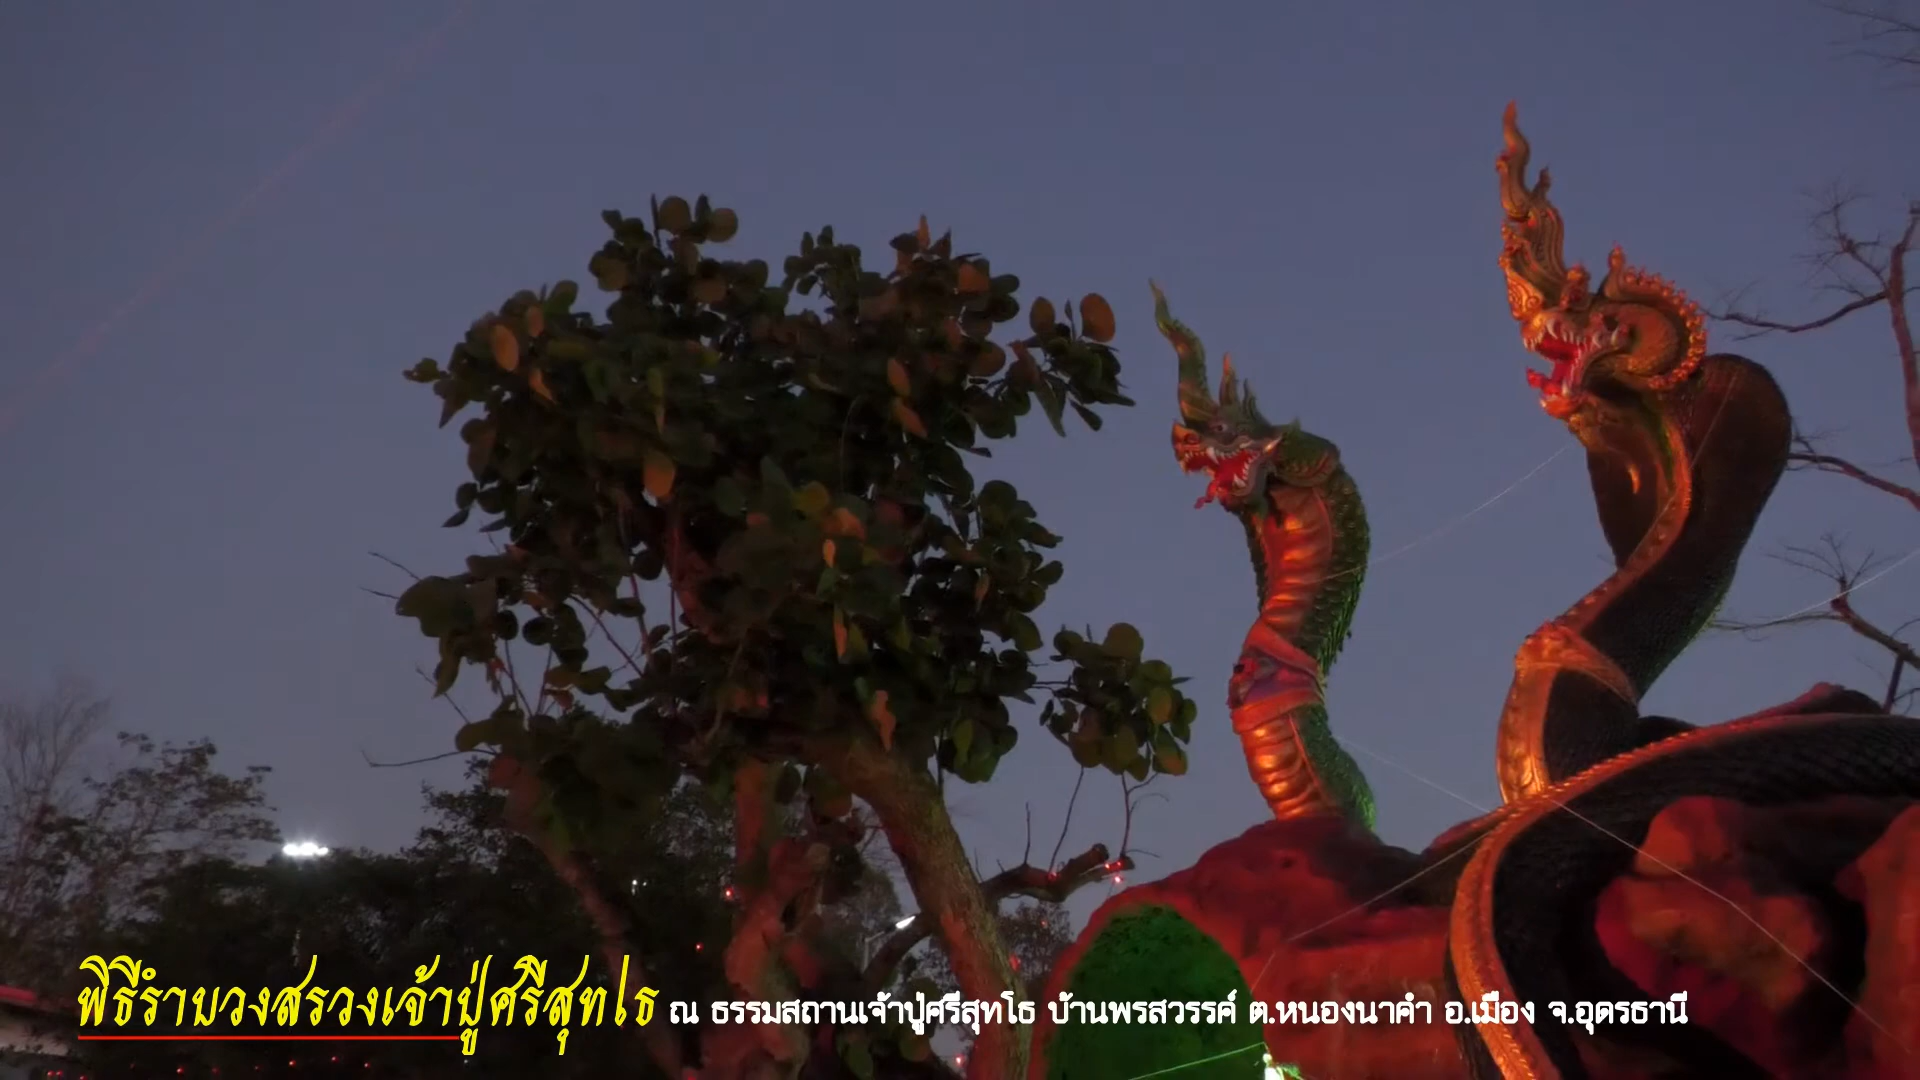 พิธีรำบวงสรวงเจ้าปู่ศรีสุทโธ ณ ธรรมสถานเจ้าปู่ศรีสุทโธ บ้านพรสวรรค์ ต.หนองนาคำ อ.เมือง จ.อุดรธานี